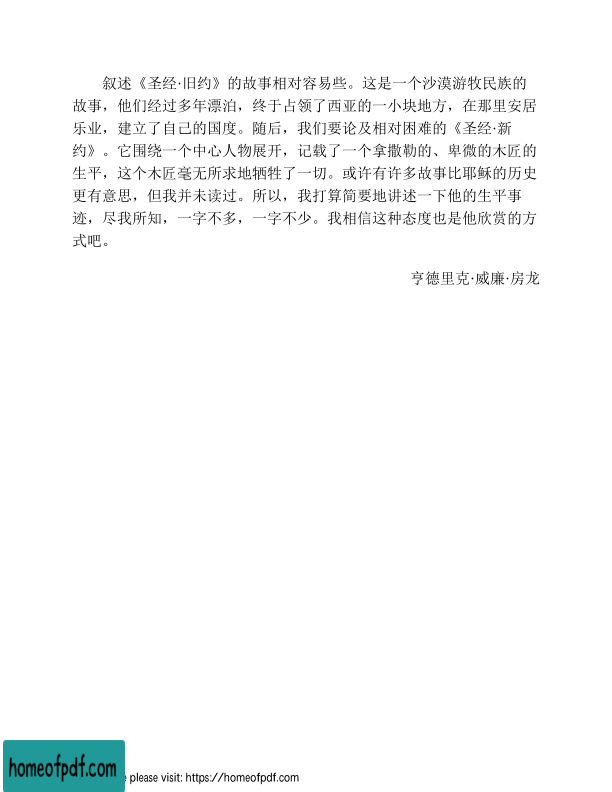 叙述《圣经·旧约》的故事相对容易些。这是一个沙漠游牧民族的
故事，他们经过多年漂泊，终于占领了西亚的一小块地方，在那里安居
乐业，建立了自己的国度。随后，我们要论及相对困难的《圣经·新
约》。它围绕一个中心人物展开，记载了一个拿撒勒的、卑微的木匠的
生平，这个木匠毫无所求地牺牲了一切。或许有许多故事比耶稣的历史
更有意思，但我并未读过。所以，我打算简要地讲述一下他的生平事
迹，尽我所知，一字不多，一字不少。我相信这种态度也是他欣赏的方
式吧。
亨德里克·威廉·房龙
homeofpdf.com
e please visit: https://homeofpdf.com